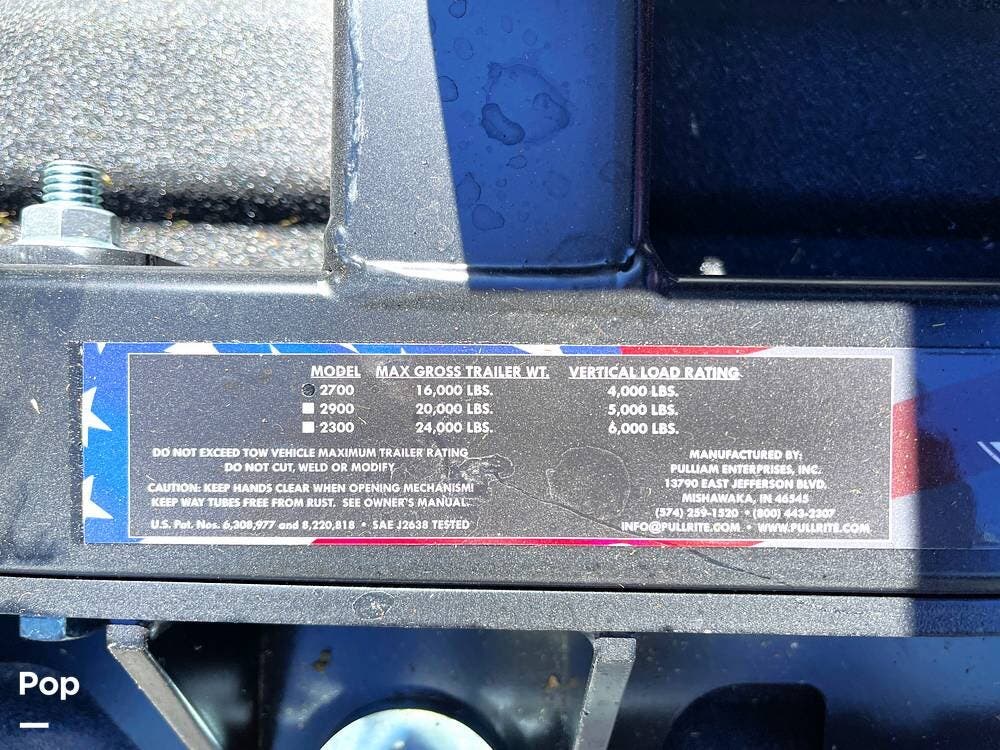 MODEL MAX GROSS TRAILER WT. VERTICAL LOAD RATING
2700 16,000 LBS. 4,000 LBS.
2900 20,000 LBS. 5,000 LBS.
2300 24,000 LBS. 6,000 LBS.
DO NOT EXCEED TOW VEHICLE MAXIMUM TRAILER RATING
DO NOT CUT, WELD OR MODIFY
CAUTION: KEEP HANDS CLEAR WHEN OPENING MECHANISM!
KEEP WAY TUBES FREE FROM RUST. SEE OWNER'S MANUAL.
U.S. Pat. Nos. 6,308,977 and 8,220,818 • SAE J2638 TESTED
MANUFACTURED BY:
PULLIAM ENTERPRISES, INC.
13790 EAST JEFFERSON BLVD.
MISHAWAKA, IN 46545
(574) 259-1520 • (800) 443-2307
INFO@PULLRITE.COM • WWW.PULLRITE.COM
Pop